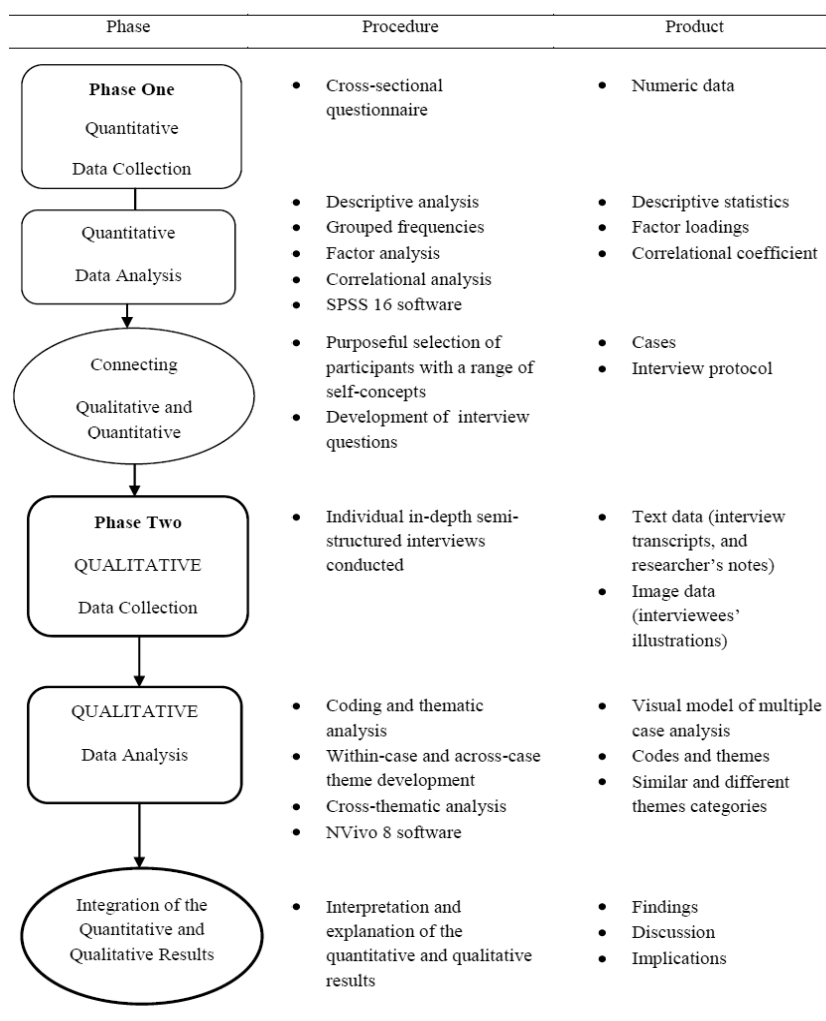 Phase
Procedure
Product
Phase One
Quantitative
Data Collection
• Cross-sectional
questionnaire
• Numeric data
Quantitative
Data Analysis
• Descriptive analysis
• Grouped frequencies
• Factor analysis
• Correlational analysis
• SPSS 16 software
• Descriptive statistics
• Factor loadings
• Correlational coefficient
Connecting
Qualitative and
Quantitative
• Purposeful selection of
participants with a range of
self-concepts
• Development of interview
questions
• Cases
• Interview protocol
Phase Two
QUALITATIVE
Data Collection
• Individual in-depth semi-
structured interviews
conducted
• Text data (interview
transcripts, and
researcher’s notes)
• Image data
(interviewees’
illustrations)
QUALITATIVE
Data Analysis
• Coding and thematic
analysis
• Within-case and across-case
theme development
• Cross-thematic analysis
• NVivo 8 software
• Visual model of multiple
case analysis
• Codes and themes
• Similar and different
themes categories
Integration of the
Quantitative and
Qualitative Results
• Interpretation and
explanation of the
quantitative and qualitative
results
• Findings
• Discussion
• Implications